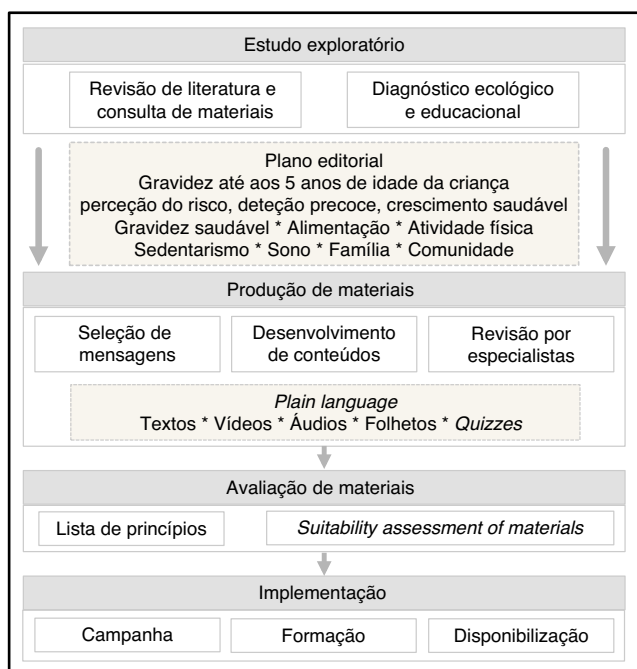 Estudo exploratório
Revisão de literatura e
consulta de materiais
Diagnóstico ecológico
e educacional
Plano editorial
Gravidez até aos 5 anos de idade da criança
perceção do risco, deteção precoce, crescimento saudável
Gravidez saudável * Alimentação * Atividade física
Sedentarismo * Sono * Família * Comunidade
Produção de materiais
Seleção de
mensagens
Desenvolvimento
de conteúdos
Revisão por
especialistas
Plain language
Textos * Vídeos * Áudios * Folhetos * Quizzes
Avaliação de materiais
Lista de princípios
Suitability assessment of materials
Implementação
Campanha
Formação
Disponibilização